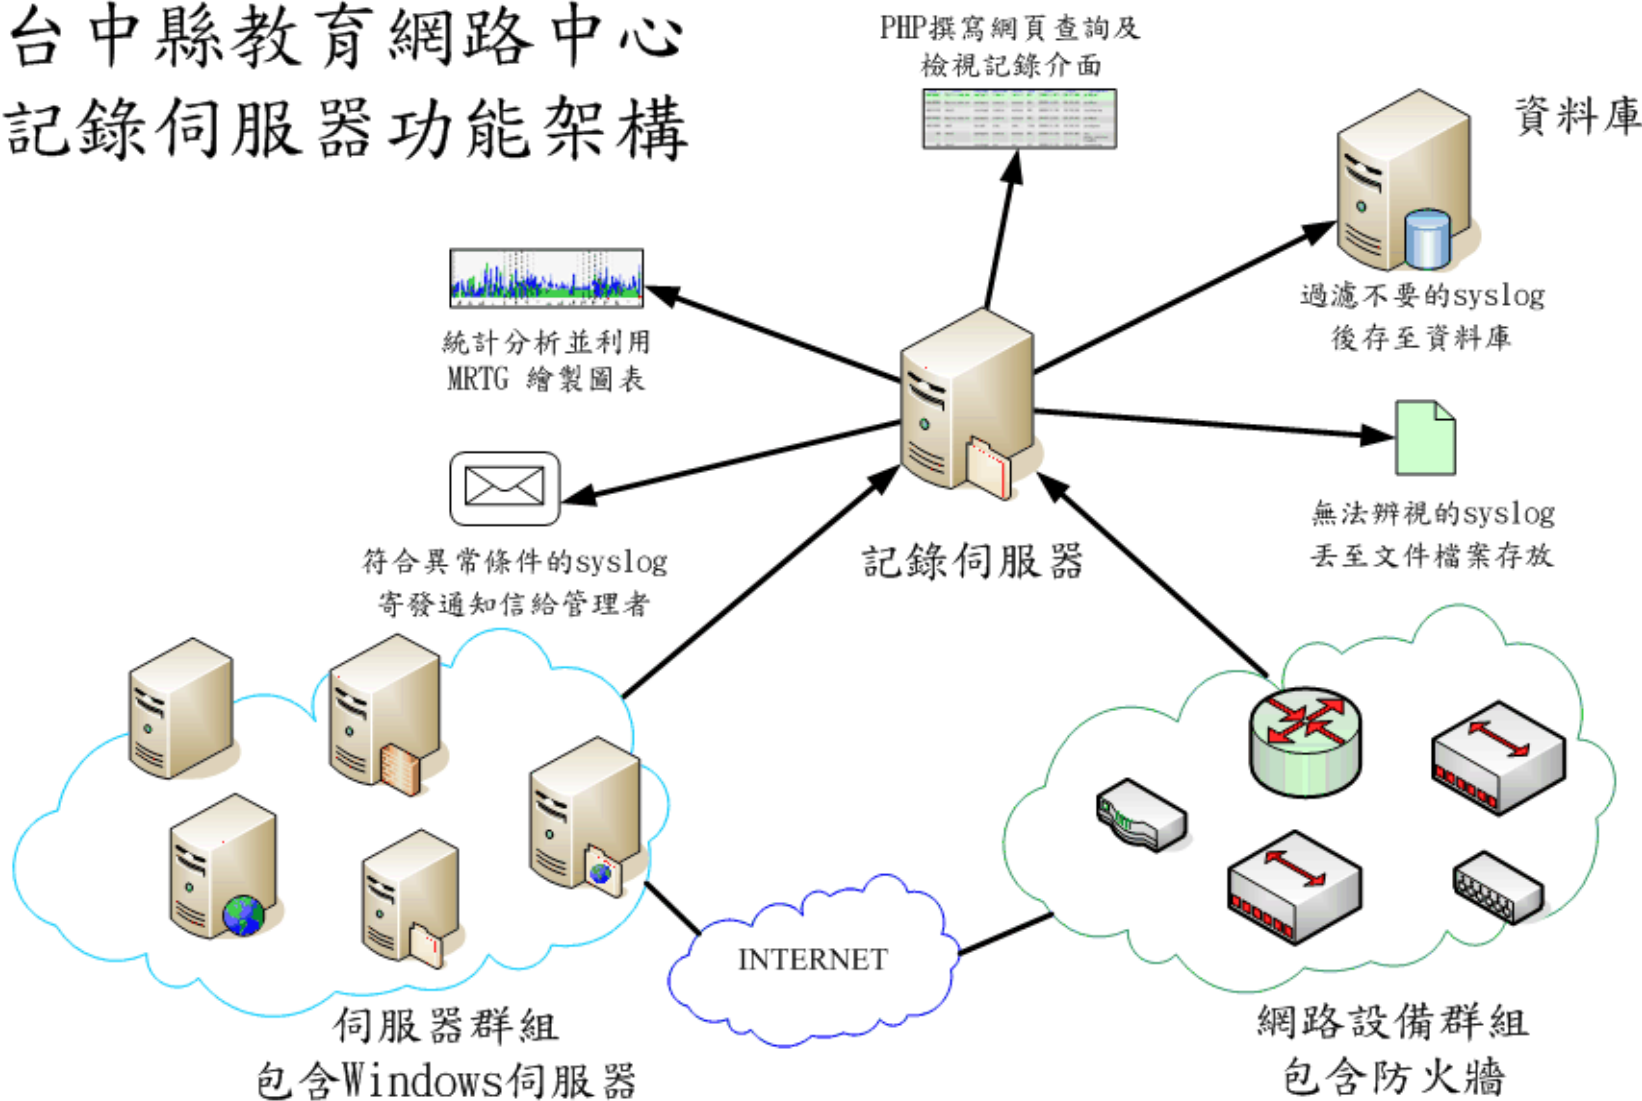 台中縣教育網路中心
記錄伺服器功能架構
PHP撰寫網頁查詢及
檢視記錄介面
資料庫
過濾不要的syslog
後存至資料庫
統計分析並利用
MRTG 繪製圖表
無法辨視的syslog
丟至文件檔案存放
符合異常條件的syslog
寄發通知信給管理者
記錄伺服器
INTERNET
伺服器群組
包含Windows伺服器
網路設備群組
包含防火牆